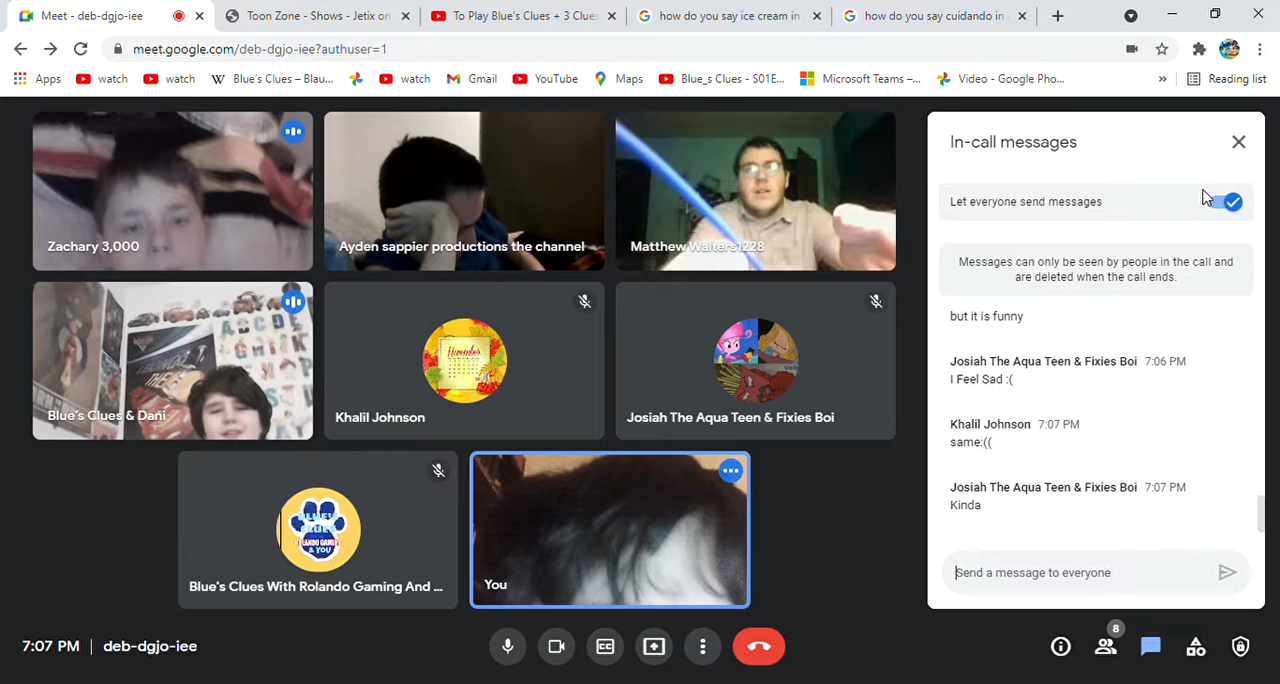 Meet - deb-dgjo-iee
Toon Zone - Shows - Jetix on
To Play Blue's Clues + 3 Clues
how do you say ice cream in
how do you say cuidando in
meet.google.com/deb-dgjo-iee?authuser=1
Apps watch watch Blue's Clues – Blau... watch Gmail YouTube Maps Blue_s Clues - S01E... Microsoft Teams –... Video - Google Pho... » Reading list
Zachary 3,000
Ayden sappier productions the channel
Matthew Walters1228
Blue's Clues & Dani
November
Khalil Johnson
Josiah The Aqua Teen & Fixies Boi
BLUE'S
CLUES
& YOU
Blue's Clues With Rolando Gaming And ...
You
In-call messages
Let everyone send messages
Messages can only be seen by people in the call and
are deleted when the call ends.
but it is funny
Josiah The Aqua Teen & Fixies Boi 7:06 PM
I Feel Sad :(
Khalil Johnson 7:07 PM
same:((
Josiah The Aqua Teen & Fixies Boi 7:07 PM
Kinda
Send a message to everyone
7:07 PM | deb-dgjo-iee
CC
8